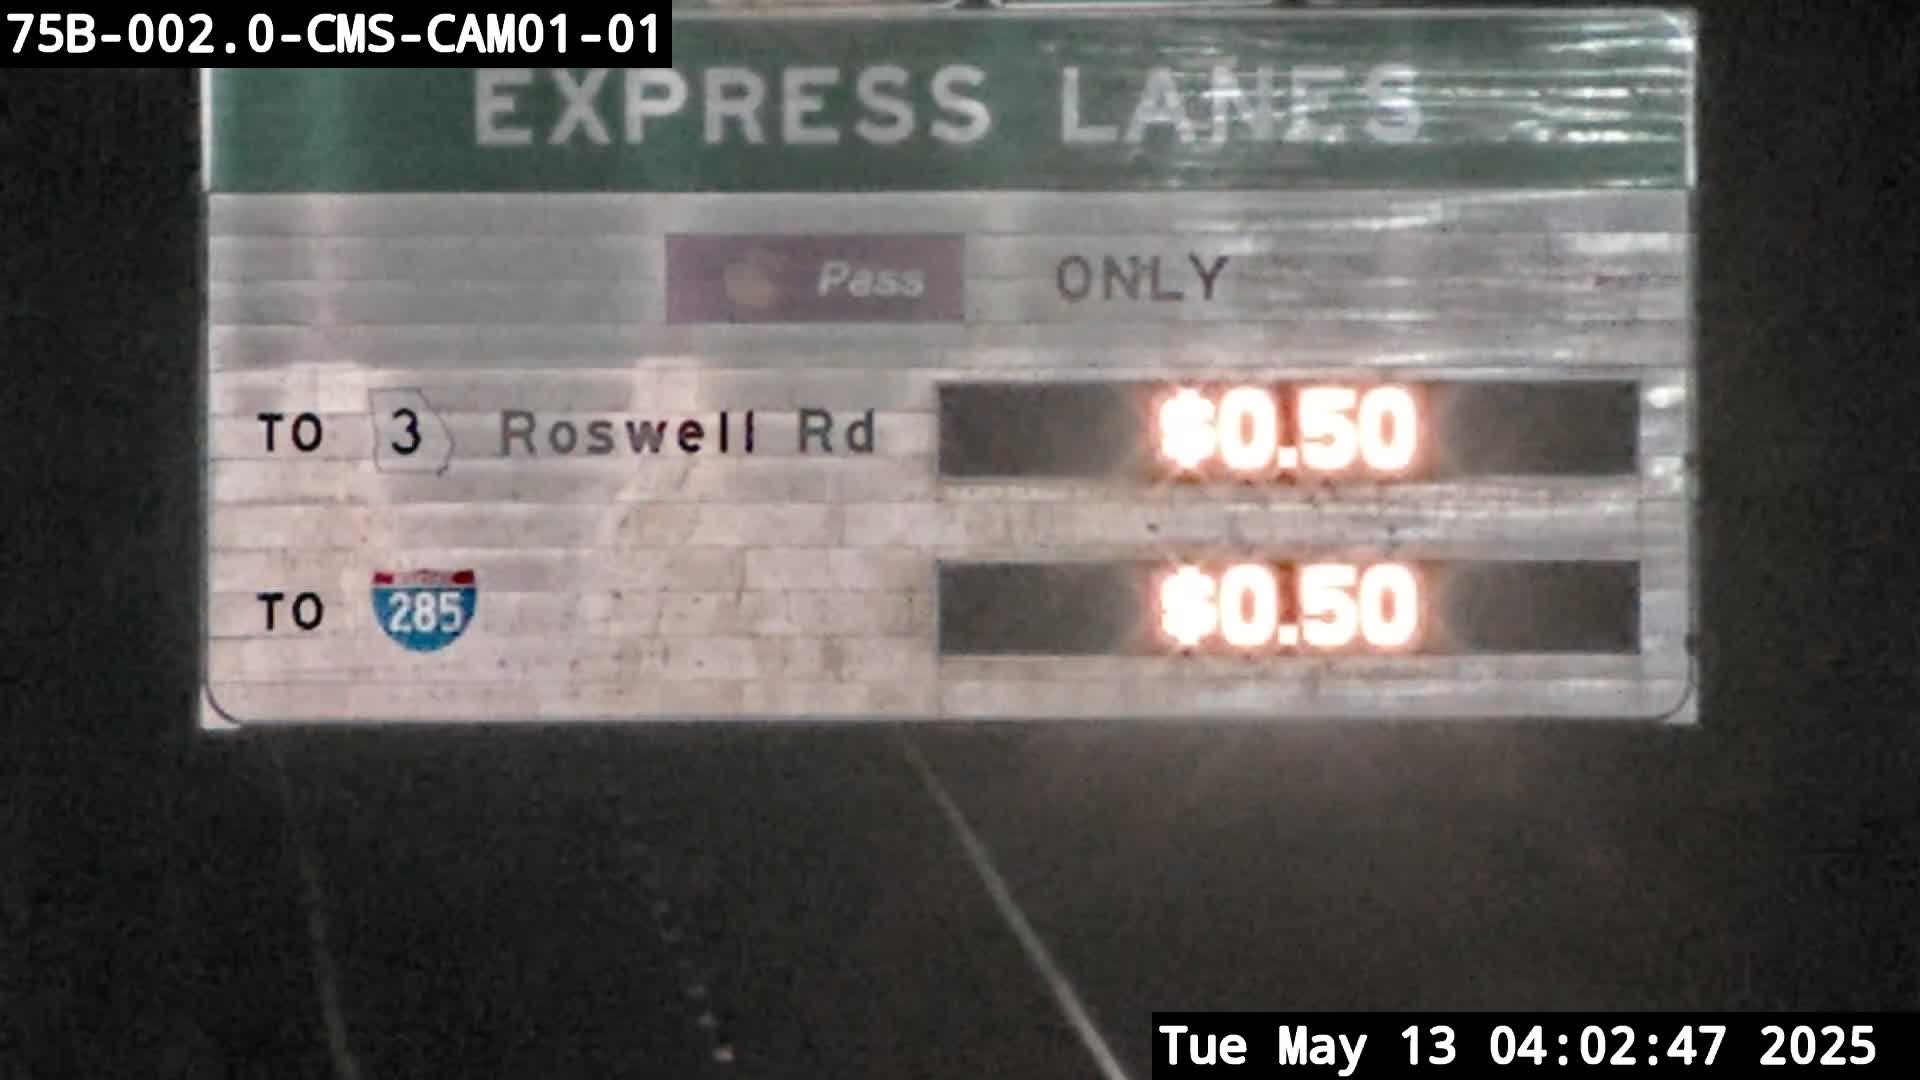 75B-002.0-CMS-CAM01-01
EXPRESS LANES
Pass ONLY
TO 3 Roswell Rd $0.50
TO 285 $0.50
Tue May 13 04:02:47 2025